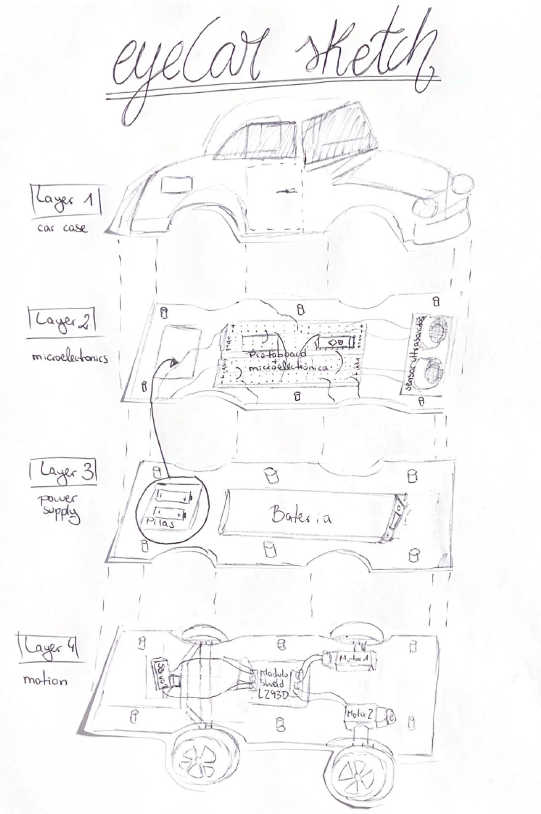 eyeCar sketch
Layer 1
car case
Layer 2
microelectronics
Protoboard
microelectrónica
Layer 3
power
supply
Pilas
Batería
Layer 4
motion
Modulo
Shield
L293D
Motor 1
Motor 2